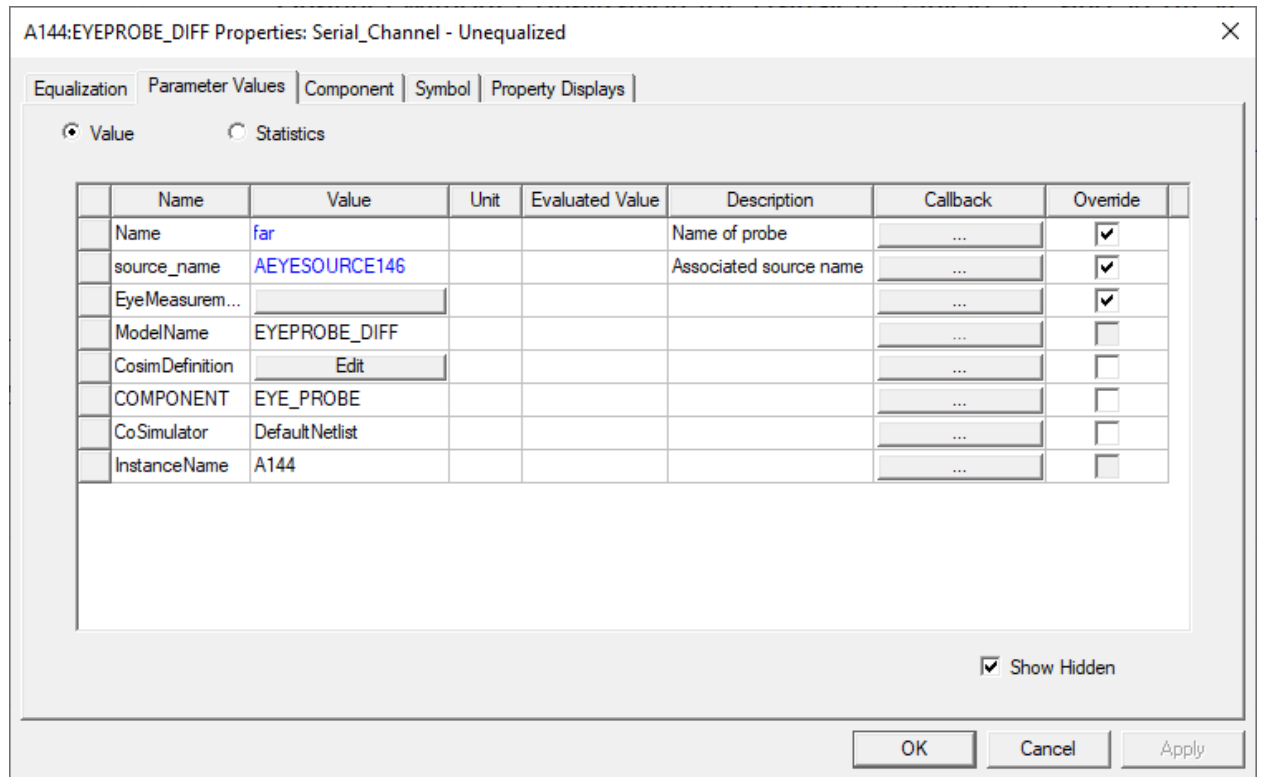 A144:EYEPROBE_DIFF Properties: Serial_Channel - Unequalized
Equalization Parameter Values Component Symbol Property Displays
Value Statistics
Name Value Unit Evaluated Value Description Callback Override
Name far Name of probe ...
source_name AEYESOURCE146 Associated source name ...
EyeMeasurem... ...
ModelName EYEPROBE_DIFF ...
CosimDefinition Edit ...
COMPONENT EYE_PROBE ...
CoSimulator DefaultNetlist ...
InstanceName A144 ...
Show Hidden
OK Cancel Apply